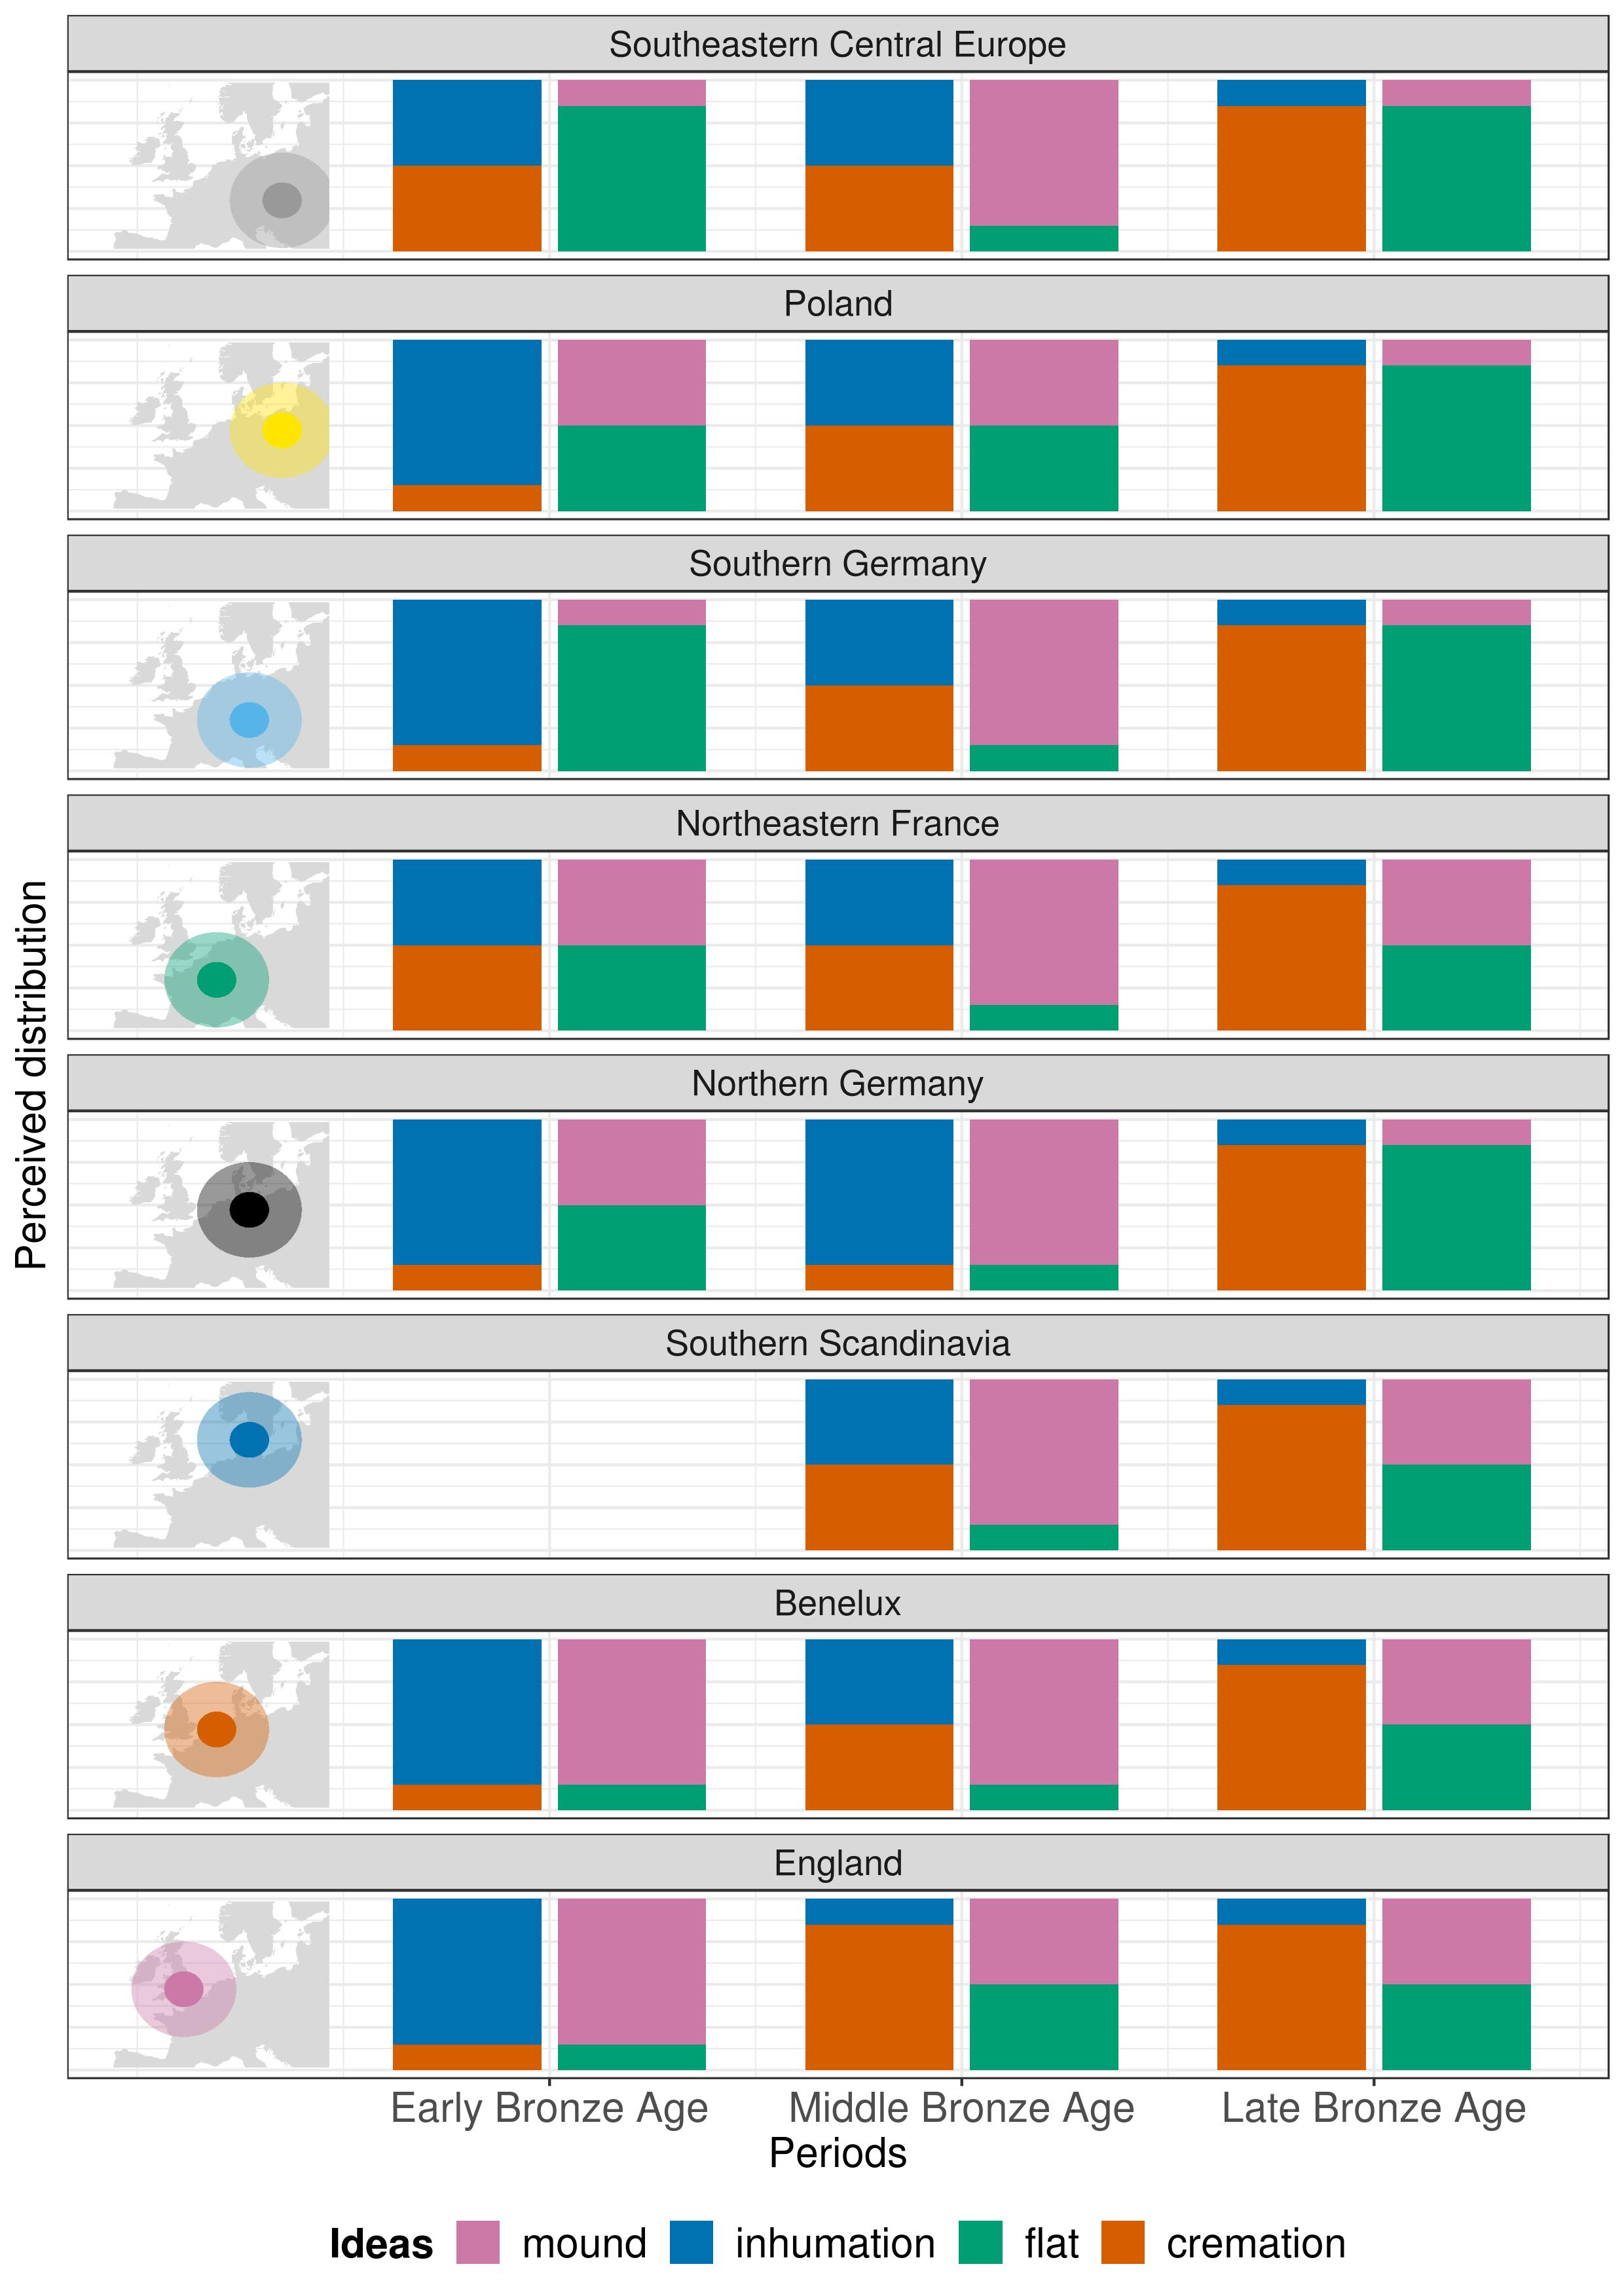 Southeastern Central Europe
Poland
Southern Germany
Northeastern France
Northern Germany
Southern Scandinavia
Benelux
England
Perceived distribution
Early Bronze Age Middle Bronze Age Late Bronze Age
Periods
Ideas mound inhumation flat cremation